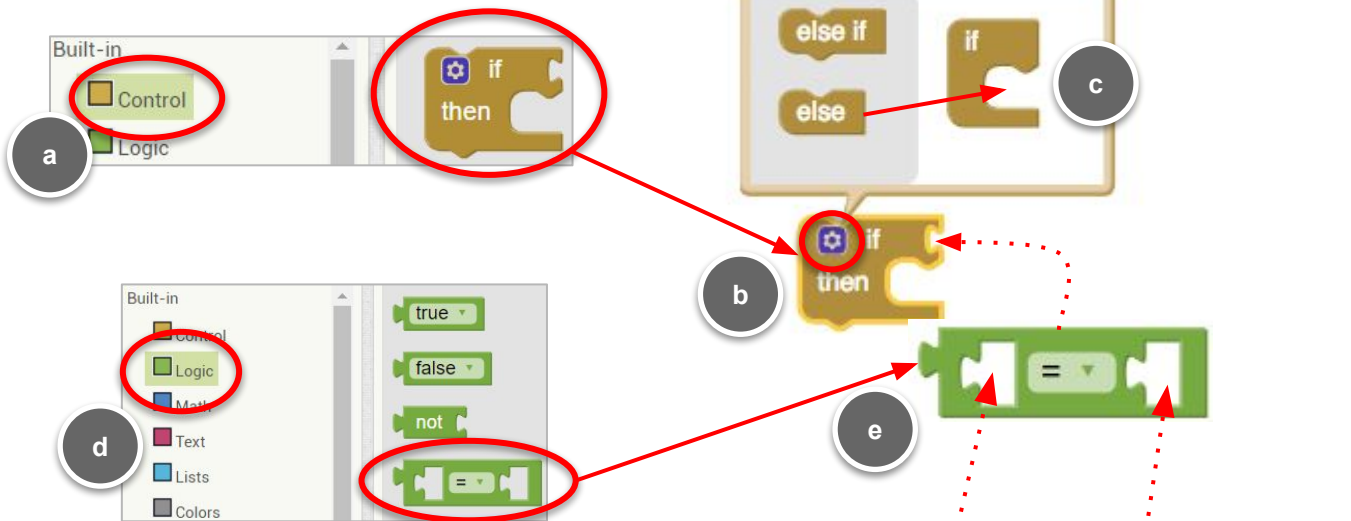 Built-in
Control
Logic
a
if
then
else if
else
if
c
if
then
b
Built-in
Control
Logic
Math
Text
Lists
Colors
d
true
false
not
=
=
e